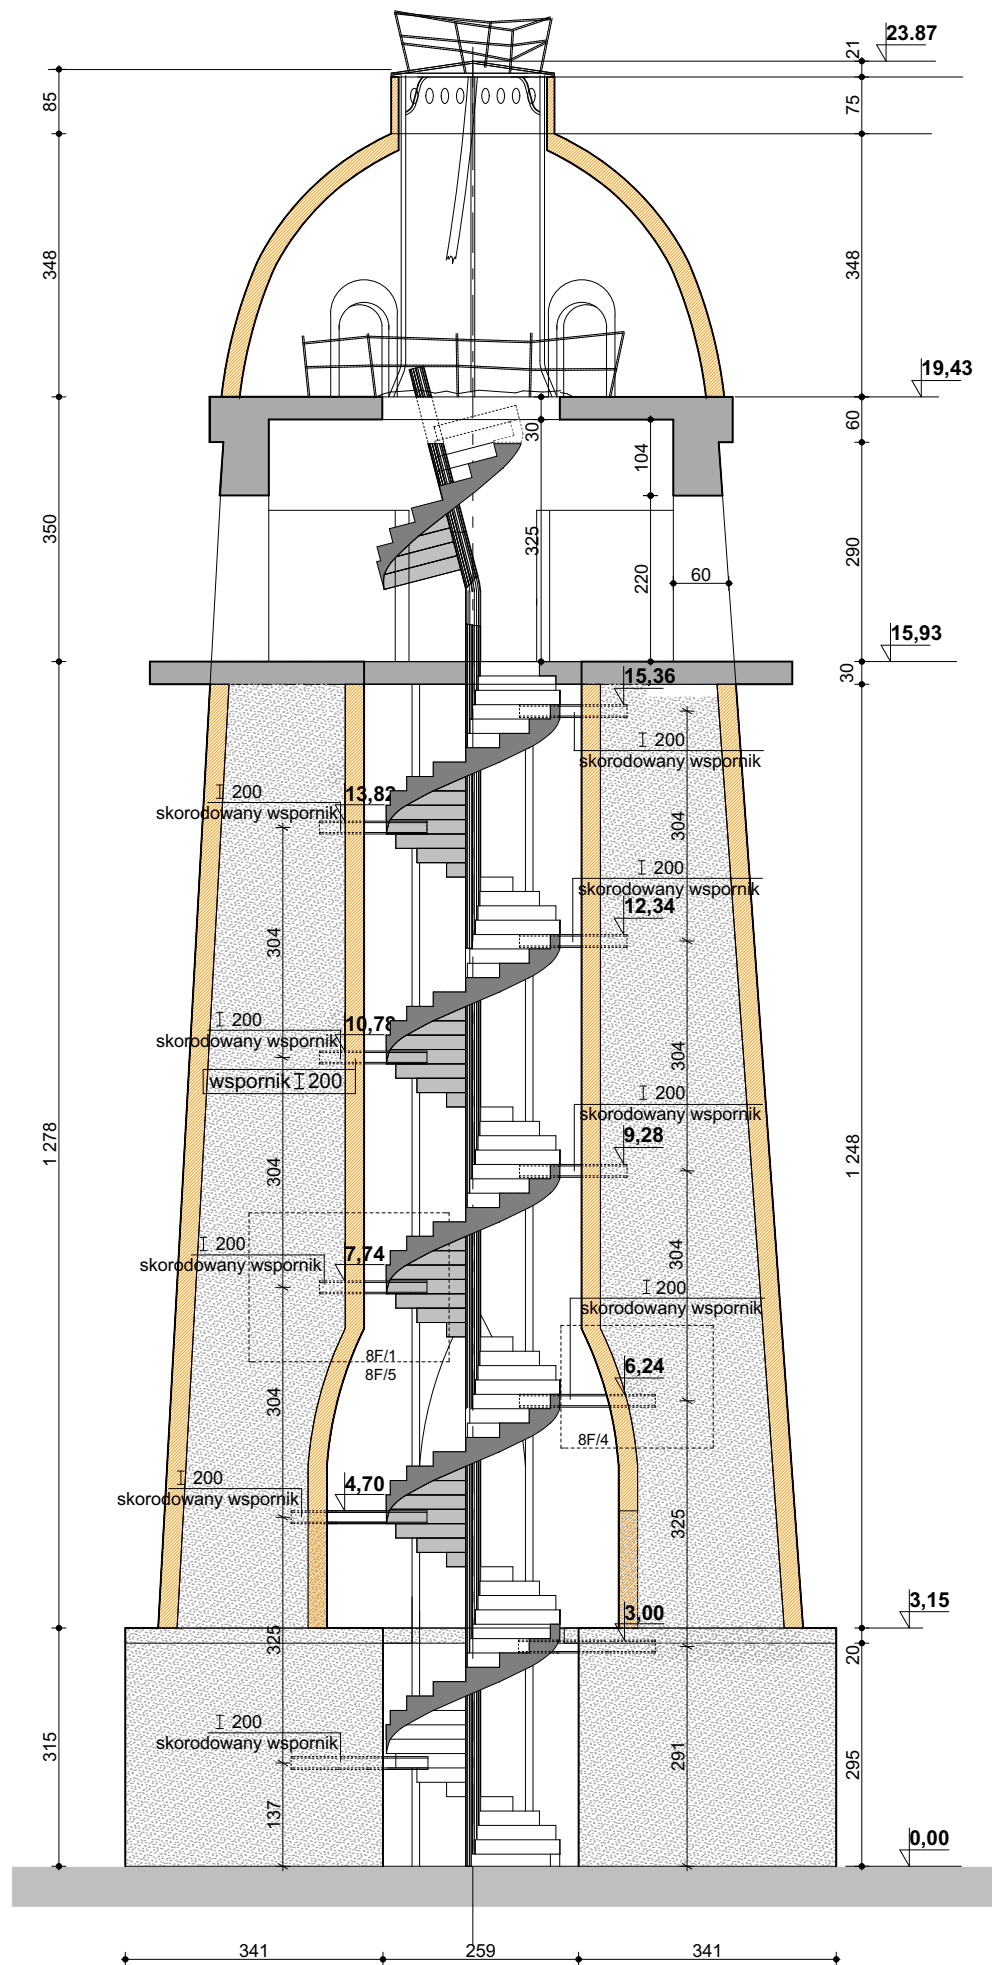 23.87
21
85
75
348
348
19,43
60
30
104
350
325
290
220
60
15,93
30
15,36
I 200
skorodowany wspornik
I 200
13,82
skorodowany wspornik
304
I 200
skorodowany wspornik
12,34
304
I 200
10,78
skorodowany wspornik
304
wspornik I 200
I 200
skorodowany wspornik
9,28
1 278
1 248
304
I 200
7,74
skorodowany wspornik
304
I 200
skorodowany wspornik
8F/1
8F/5
6,24
304
8F/4
I 200
4,70
skorodowany wspornik
325
3,00
3,15
325
20
I 200
skorodowany wspornik
315
291
295
137
0,00
341
259
341